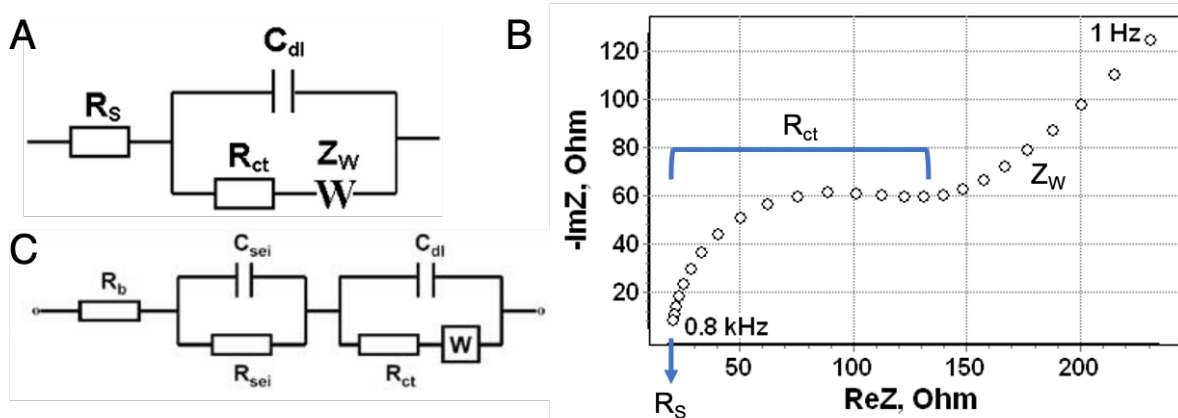 A
C_dl
R_S
R_ct
Z_W
W
B
-ImZ, Ohm
120
100
80
60
40
20
1 Hz
R_ct
Z_W
0.8 kHz
50
100
150
200
R_S
ReZ, Ohm
C
C_sei
C_dl
R_b
R_sei
R_ct
W